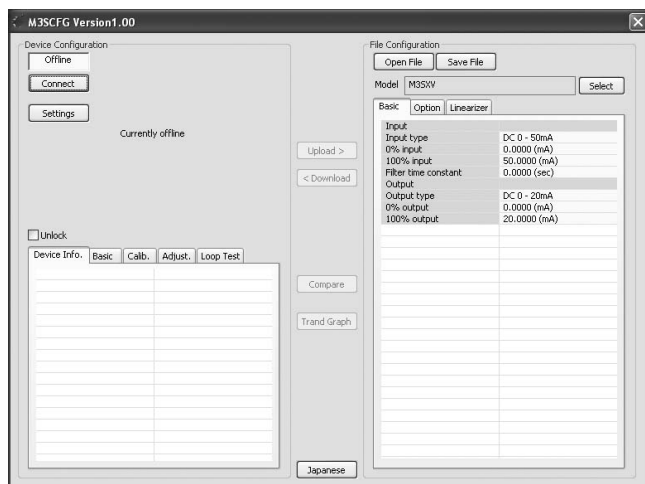 M3SCFG Version1.00
Device Configuration
Offline
Connect
Settings
Currently offline
Unlock
Device Info. Basic Calib. Adjust. Loop Test
Upload >
< Download
Compare
Trand Graph
Japanese
File Configuration
Open File Save File
Model M3SXV Select
Basic Option Linearizer
Input
Input type DC 0 - 50mA
0% input 0.0000 (mA)
100% input 50.0000 (mA)
Filter time constant 0.0000 (sec)
Output
Output type DC 0 - 20mA
0% output 0.0000 (mA)
100% output 20.0000 (mA)